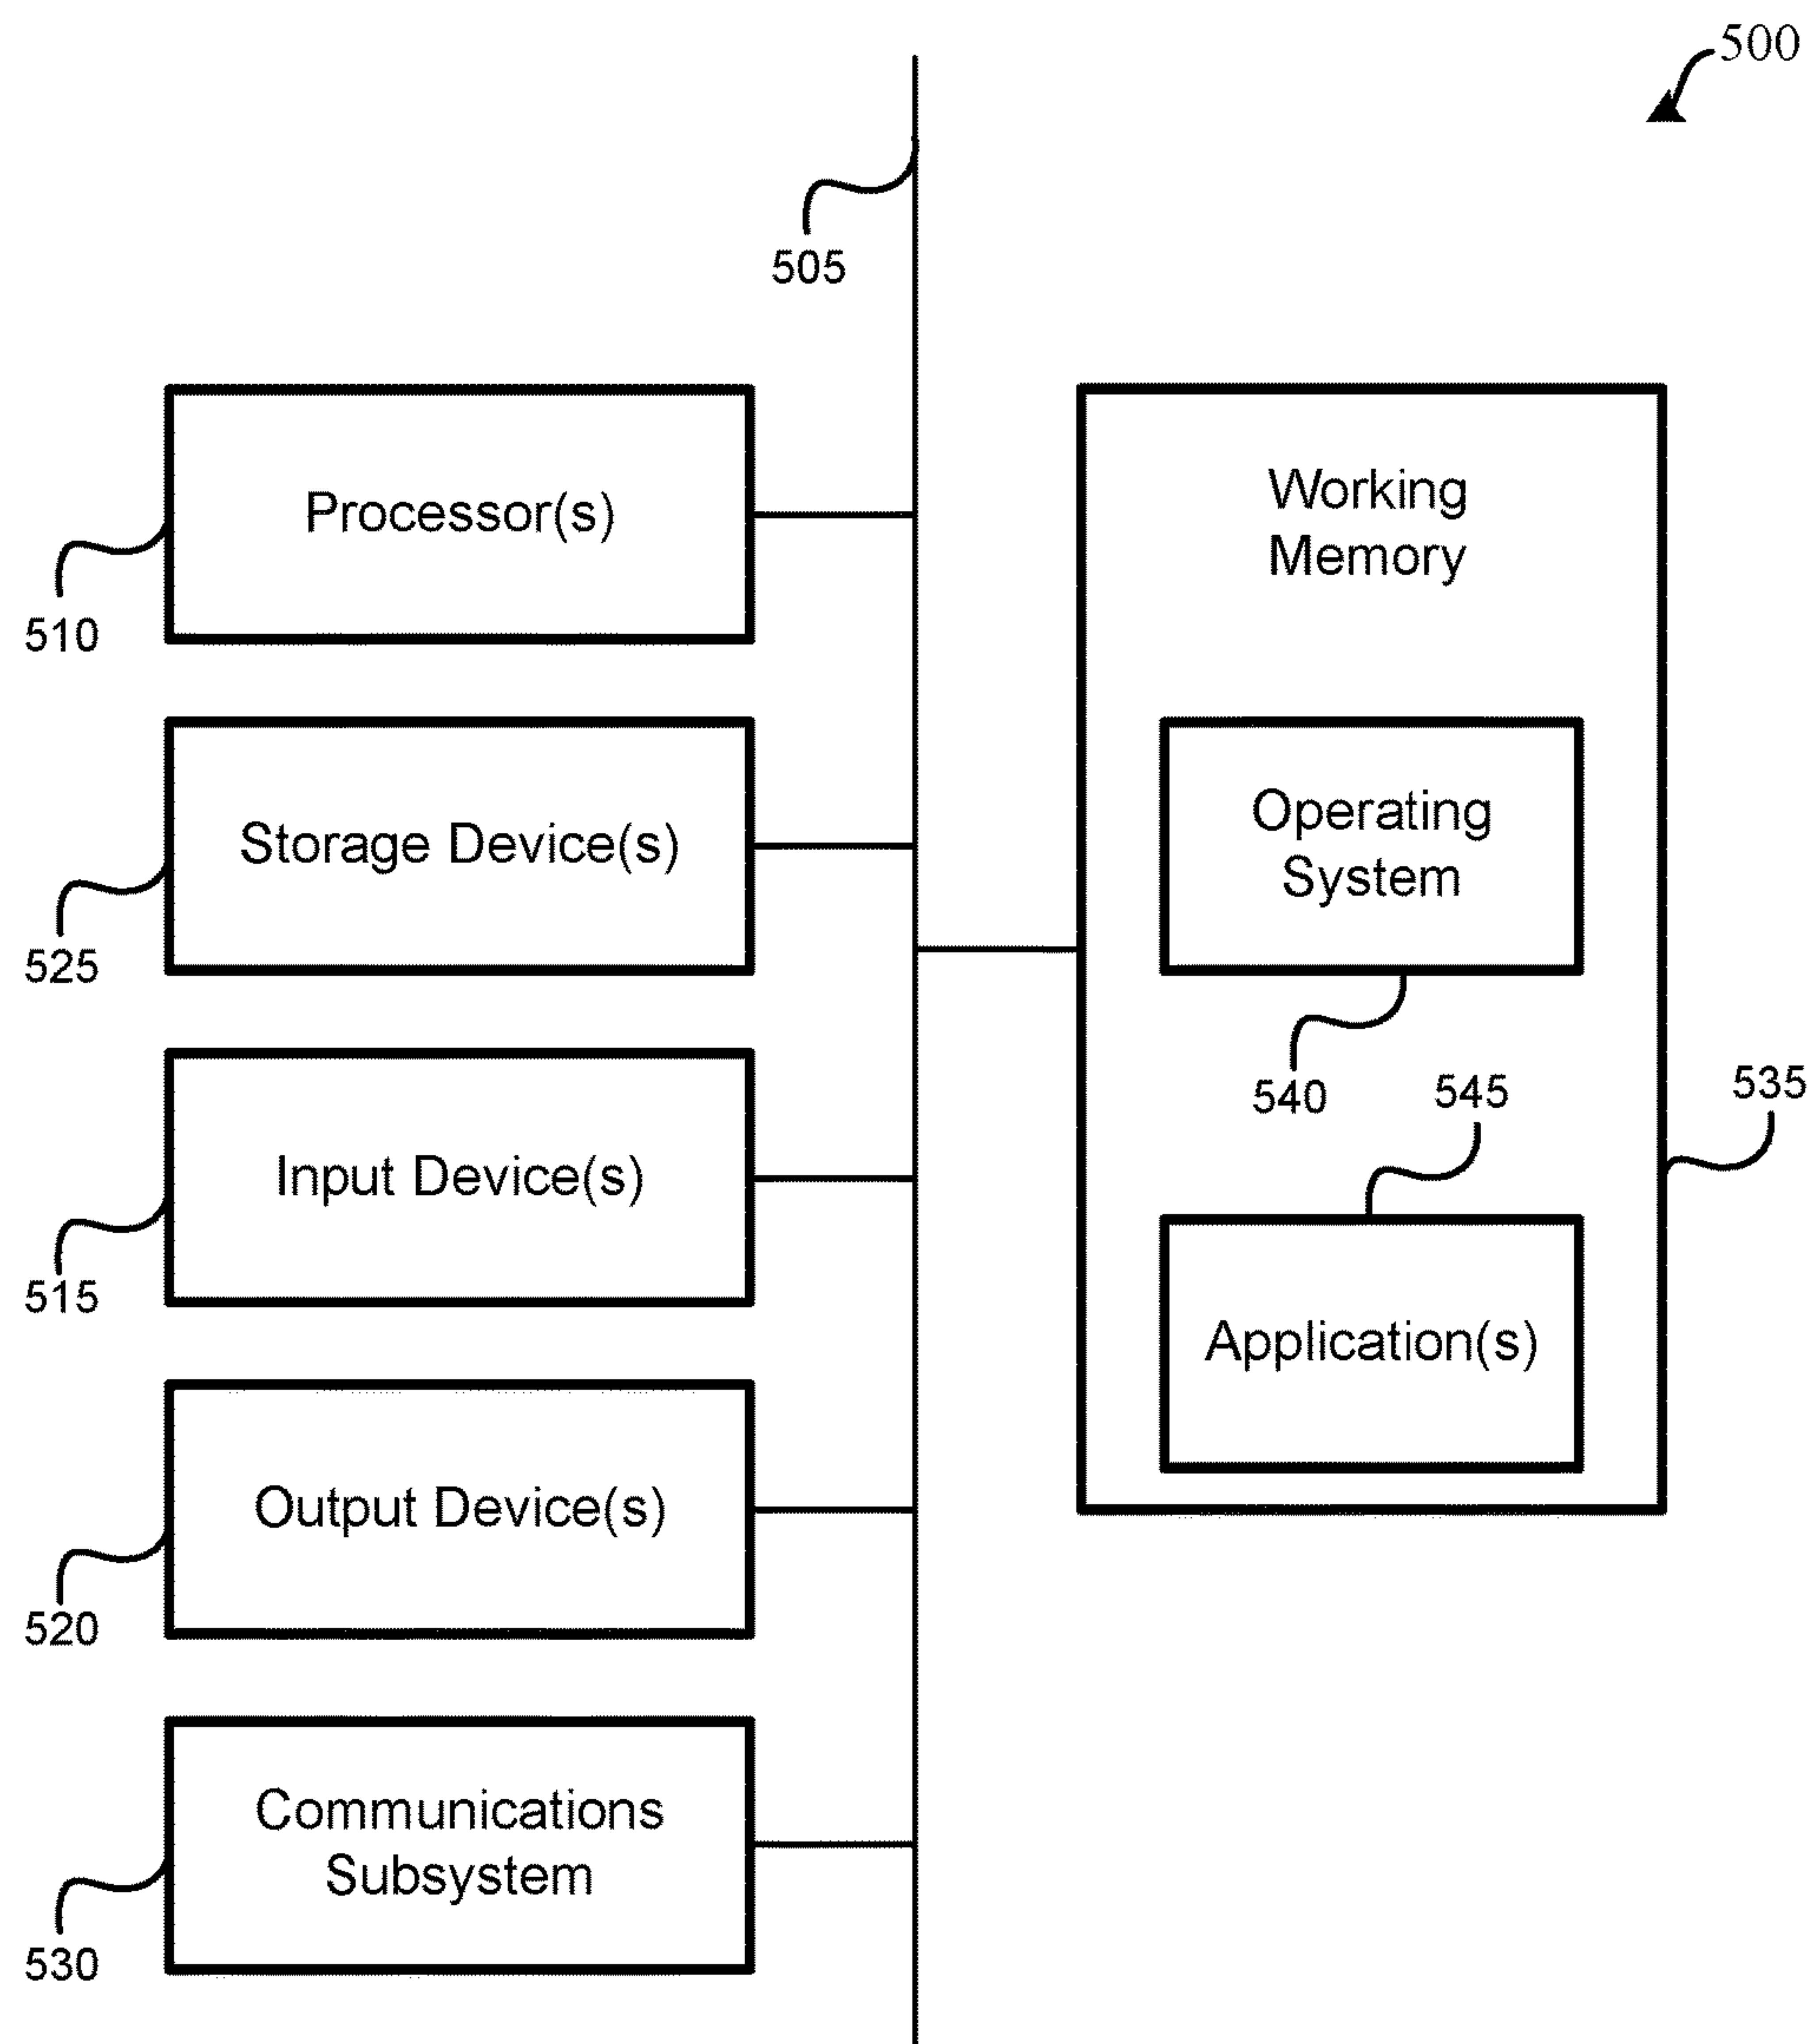 500
505
Processor(s)
510
Storage Device(s)
525
Input Device(s)
515
Output Device(s)
520
Communications
Subsystem
530
Working
Memory
Operating
System
540
545
535
Application(s)